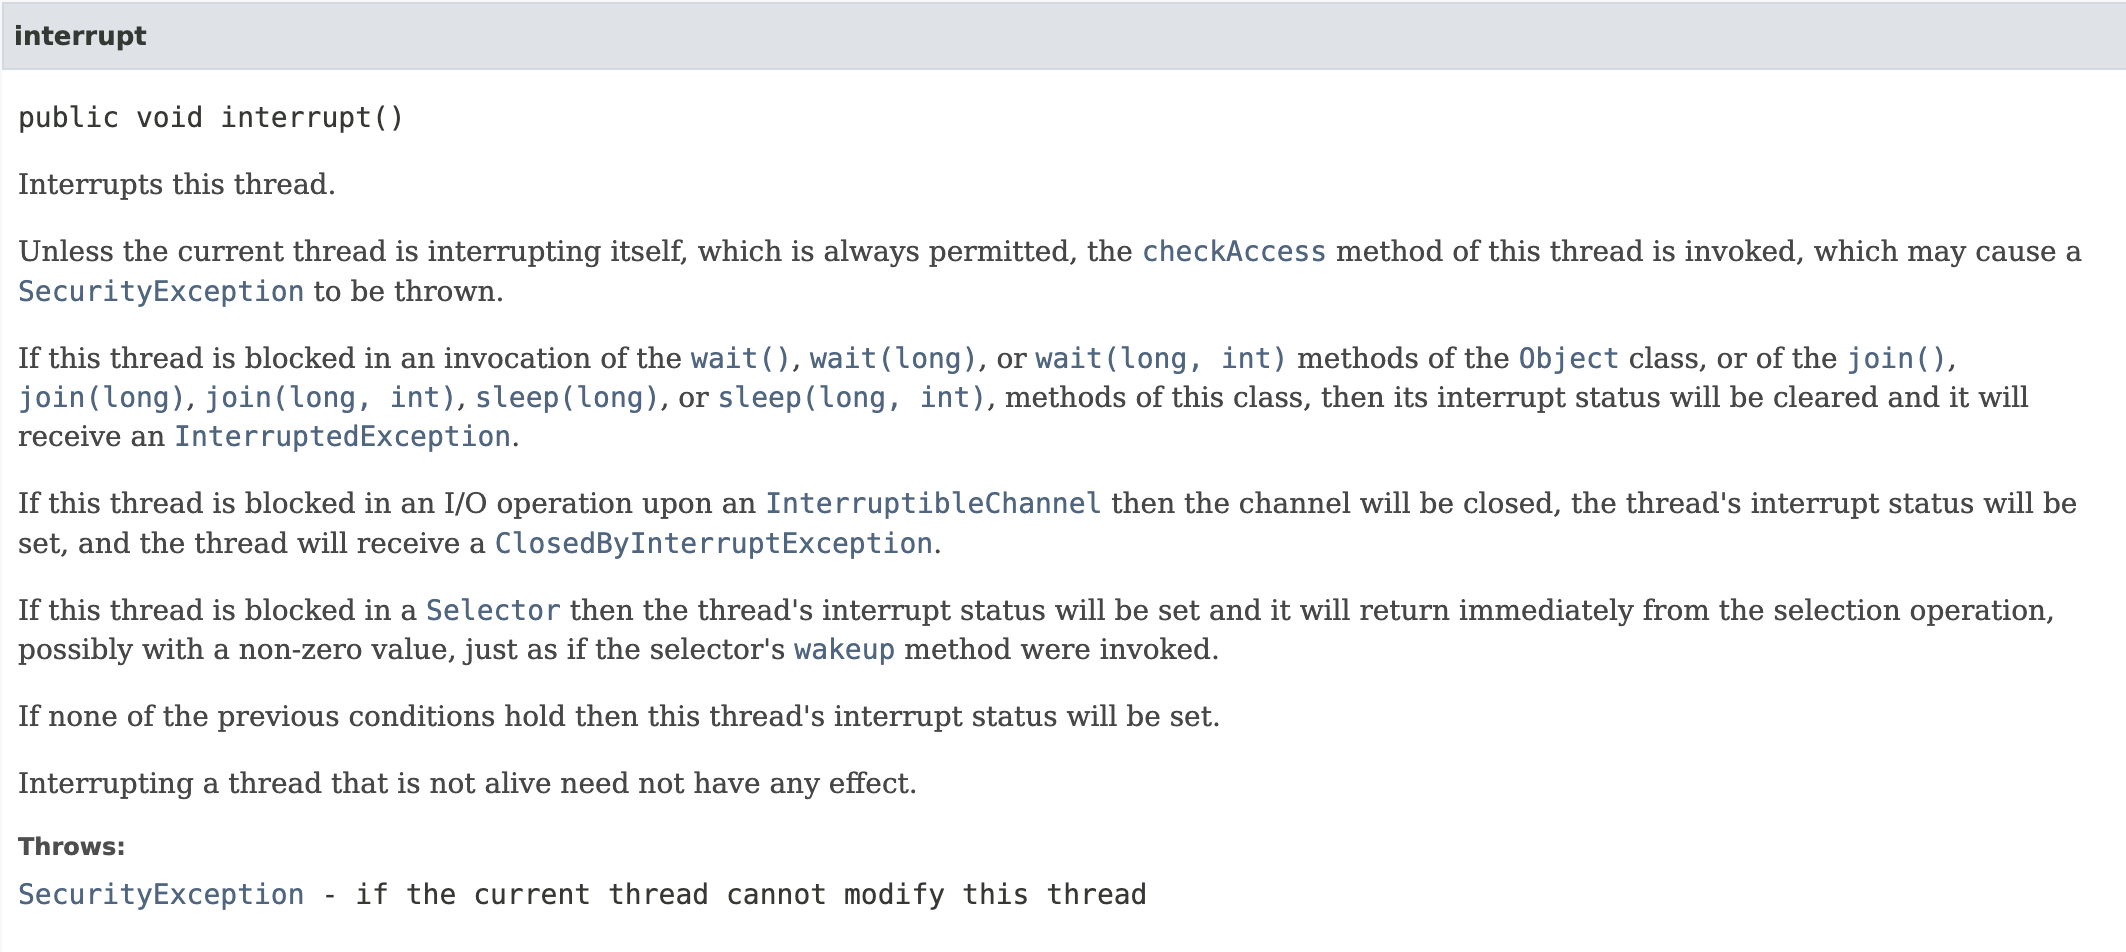 interrupt
public void interrupt()
Interrupts this thread.
Unless the current thread is interrupting itself, which is always permitted, the checkAccess method of this thread is invoked, which may cause a
SecurityException to be thrown.
If this thread is blocked in an invocation of the wait(), wait(long), or wait(long, int) methods of the Object class, or of the join(),
join(long), join(long, int), sleep(long), or sleep(long, int), methods of this class, then its interrupt status will be cleared and it will
receive an InterruptedException.
If this thread is blocked in an I/O operation upon an InterruptibleChannel then the channel will be closed, the thread's interrupt status will be
set, and the thread will receive a ClosedByInterruptException.
If this thread is blocked in a Selector then the thread's interrupt status will be set and it will return immediately from the selection operation,
possibly with a non-zero value, just as if the selector's wakeup method were invoked.
If none of the previous conditions hold then this thread's interrupt status will be set.
Interrupting a thread that is not alive need not have any effect.
Throws:
SecurityException - if the current thread cannot modify this thread